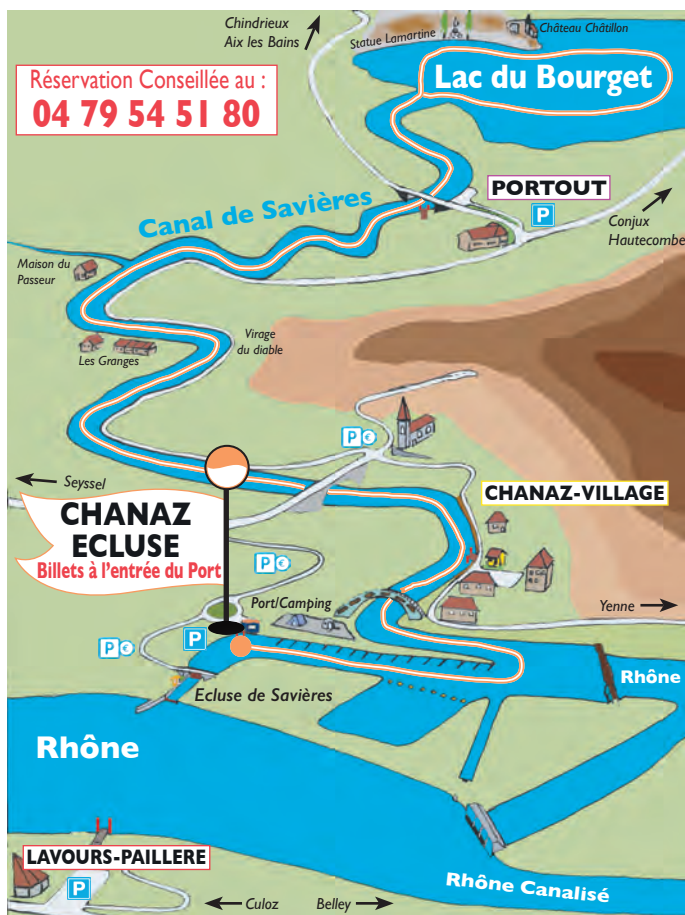 Chindrieux
Aix les Bains
Statue Lamartine
Château Châtillon
Réservation Conseillée au :
04 79 54 51 80
Lac du Bourget
PORTOUT
P
Canal de Savières
Conjux
Hautecombe
Maison du
Passeur
Virage
du diable
Les Granges
P €
Seyssel
CHANAZ
ECLUSE
Billets à l'entrée du Port
CHANAZ-VILLAGE
P €
Port/Camping
Yenne
P
P €
Ecluse de Savières
Rhône
Rhône
LAVOURS-PAILLERE
P
Rhône Canalisé
Culoz
Belley